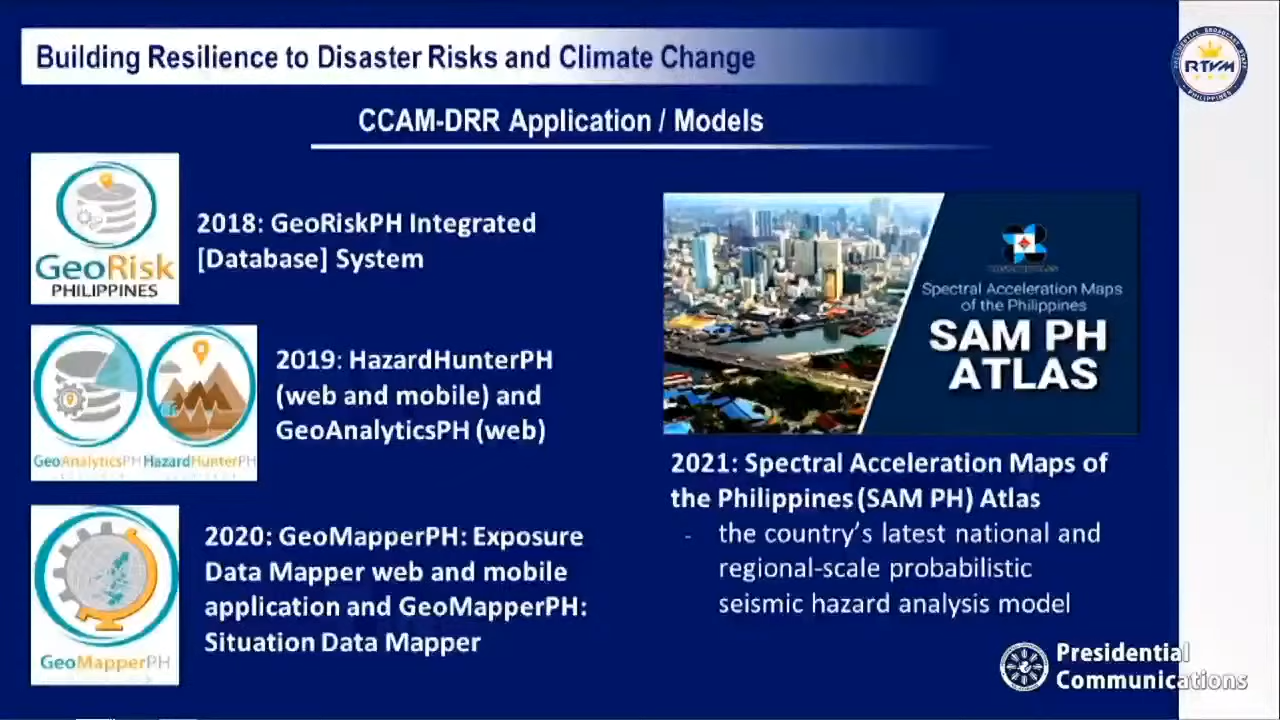 Building Resilience to Disaster Risks and Climate Change
RTVM
PHILIPPINES
CCAM-DRR Application / Models
GeoRisk
PHILIPPINES
2018: GeoRiskPH Integrated
[Database] System
GeoAnalyticsPH HazardHunterPH
2019: HazardHunterPH
(web and mobile) and
GeoAnalyticsPH (web)
GeoMapperPH
2020: GeoMapperPH: Exposure
Data Mapper web and mobile
application and GeoMapperPH:
Situation Data Mapper
Spectral Acceleration Maps
of the Philippines
SAM PH
ATLAS
2021: Spectral Acceleration Maps of
the Philippines (SAM PH) Atlas
- the country's latest national and
regional-scale probabilistic
seismic hazard analysis model
Presidential
Communications